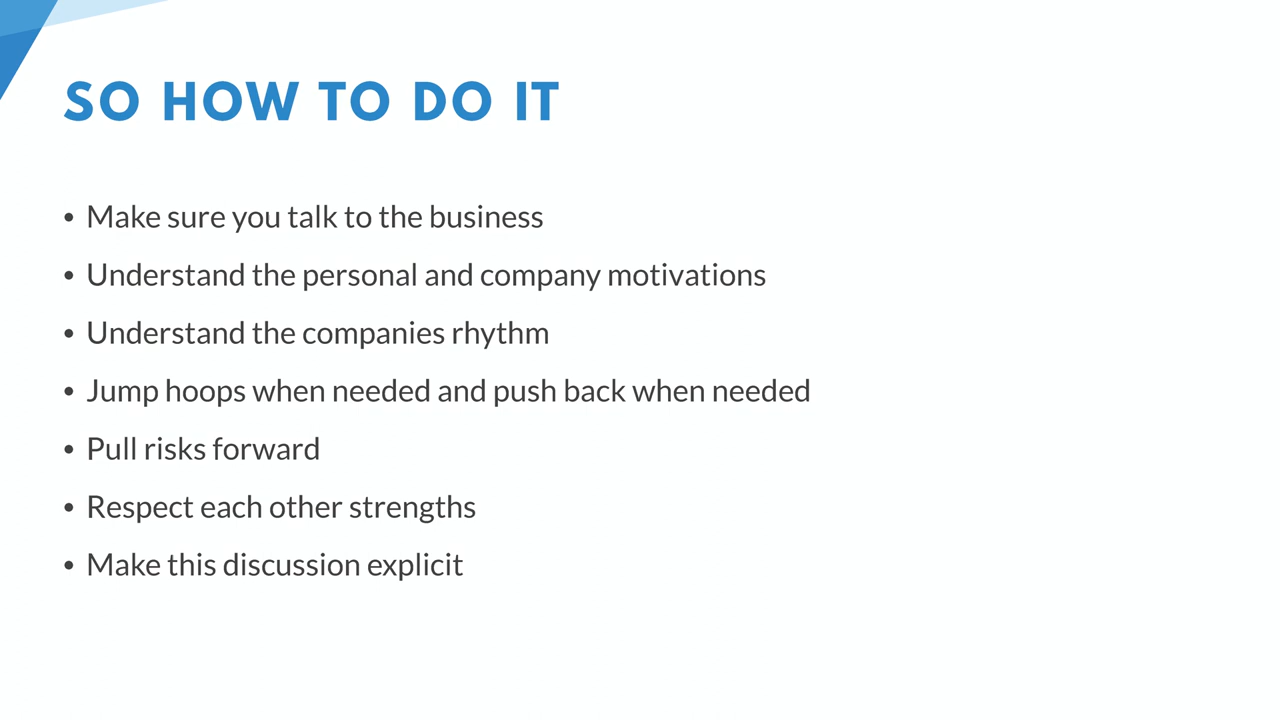 SO HOW TO DO IT
• Make sure you talk to the business
• Understand the personal and company motivations
• Understand the companies rhythm
• Jump hoops when needed and push back when needed
• Pull risks forward
• Respect each other strengths
• Make this discussion explicit